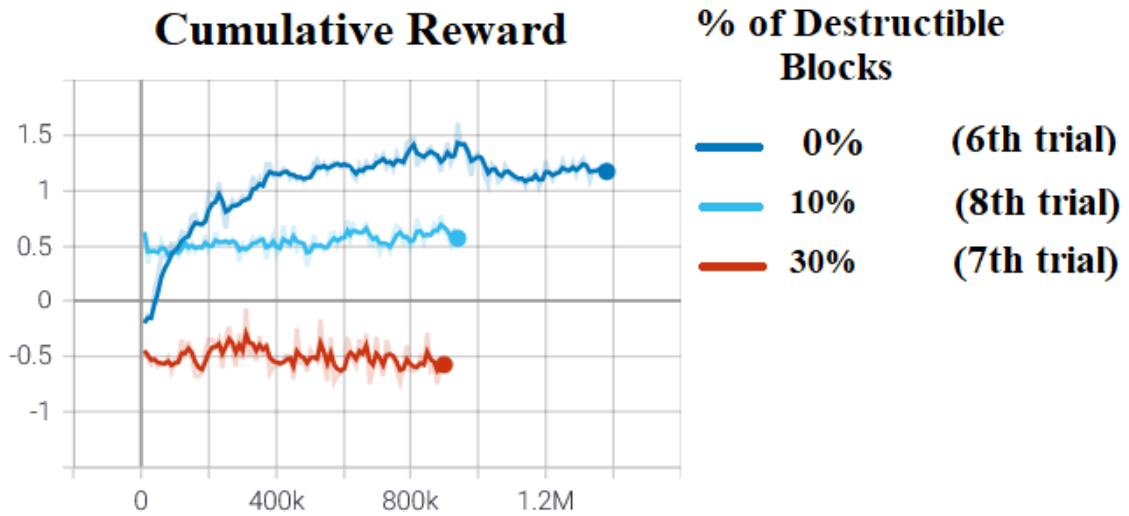 Cumulative Reward
1.5
1
0.5
0
-0.5
-1
0 400k 800k 1.2M
% of Destructible
Blocks
0% (6th trial)
10% (8th trial)
30% (7th trial)